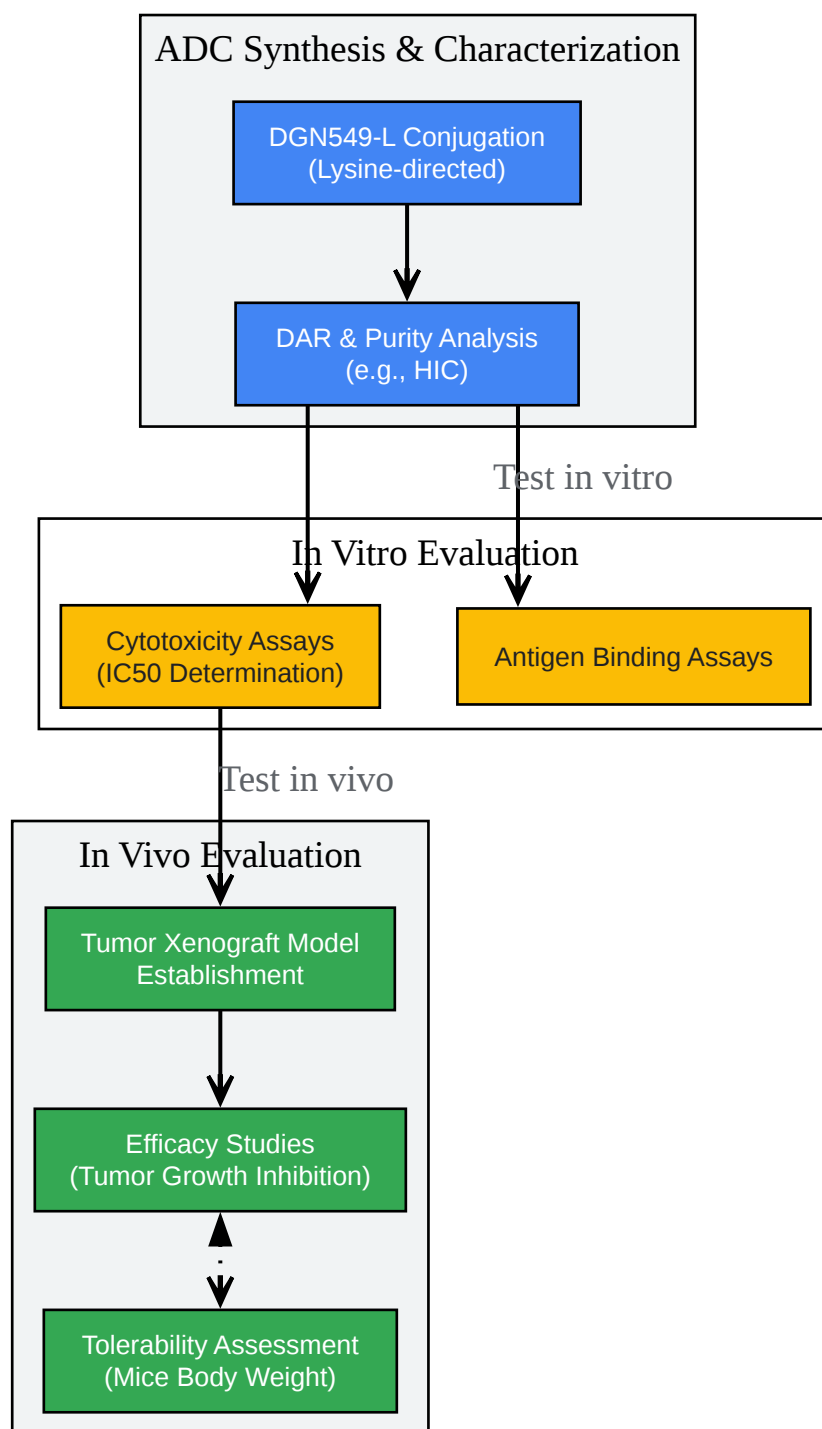 ADC Synthesis & Characterization
DGN549-L Conjugation
(Lysine-directed)
DAR & Purity Analysis
(e.g., HIC)
Test in vitro
In Vitro Evaluation
Cytotoxicity Assays
(IC50 Determination)
Antigen Binding Assays
Test in vivo
In Vivo Evaluation
Tumor Xenograft Model
Establishment
Efficacy Studies
(Tumor Growth Inhibition)
Tolerability Assessment
(Mice Body Weight)